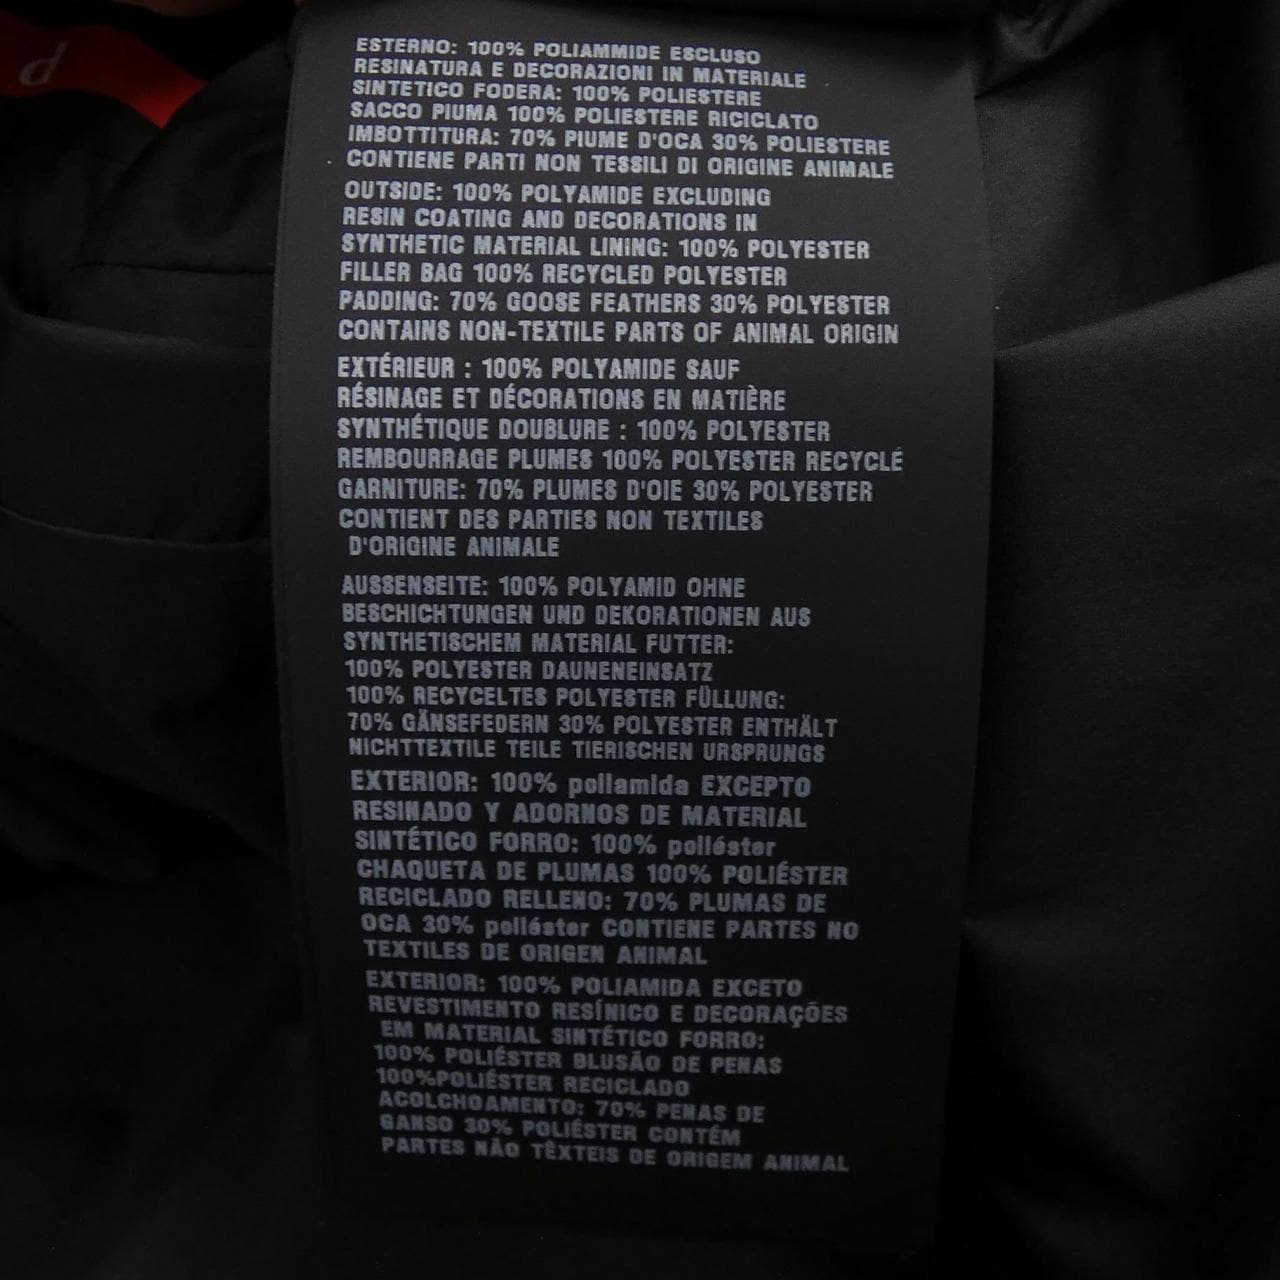 d
ESTERNO: 100% POLIAMMIDE ESCLUSO
RESINATURA E DECORAZIONI IN MATERIALE
SINTETICO FODERA: 100% POLIESTERE
SACCO PIUMA 100% POLIESTERE RICICLATO
IMBOTTITURA: 70% PIUME D'OCA 30% POLIESTERE
CONTIENE PARTI NON TESSILI DI ORIGINE ANIMALE
OUTSIDE: 100% POLYAMIDE EXCLUDING
RESIN COATING AND DECORATIONS IN
SYNTHETIC MATERIAL LINING: 100% POLYESTER
FILLER BAG 100% RECYCLED POLYESTER
PADDING: 70% GOOSE FEATHERS 30% POLYESTER
CONTAINS NON-TEXTILE PARTS OF ANIMAL ORIGIN
EXTÉRIEUR : 100% POLYAMIDE SAUF
RÉSINAGE ET DÉCORATIONS EN MATIÈRE
SYNTHÉTIQUE DOUBLURE : 100% POLYESTER
REMBOURRAGE PLUMES 100% POLYESTER RECYCLÉ
GARNITURE: 70% PLUMES D'OIE 30% POLYESTER
CONTIENT DES PARTIES NON TEXTILES
D'ORIGINE ANIMALE
AUSSENSEITE: 100% POLYAMID OHNE
BESCHICHTUNGEN UND DEKORATIONEN AUS
SYNTHETISCHEM MATERIAL FUTTER:
100% POLYESTER DAUNENEINSATZ
100% RECYCELTES POLYESTER FÜLLUNG:
70% GÄNSEFEDERN 30% POLYESTER ENTHÄLT
NICHTTEXTILE TEILE TIERISCHEN URSPRUNGS
EXTERIOR: 100% poliamida EXCEPTO
RESINADO Y ADORNOS DE MATERIAL
SINTÉTICO FORRO: 100% poliéster
CHAQUETA DE PLUMAS 100% POLIÉSTER
RECICLADO RELLENO: 70% PLUMAS DE
OCA 30% poliéster CONTIENE PARTES NO
TEXTILES DE ORIGEN ANIMAL
EXTERIOR: 100% POLIAMIDA EXCETO
REVESTIMENTO RESÍNICO E DECORAÇÕES
EM MATERIAL SINTÉTICO FORRO:
100% POLIÉSTER BLUSÃO DE PENAS
100%POLIÉSTER RECICLADO
ACOLCHOAMENTO: 70% PENAS DE
GANSO 30% POLIÉSTER CONTÉM
PARTES NÃO TÊXTEIS DE ORIGEM ANIMAL